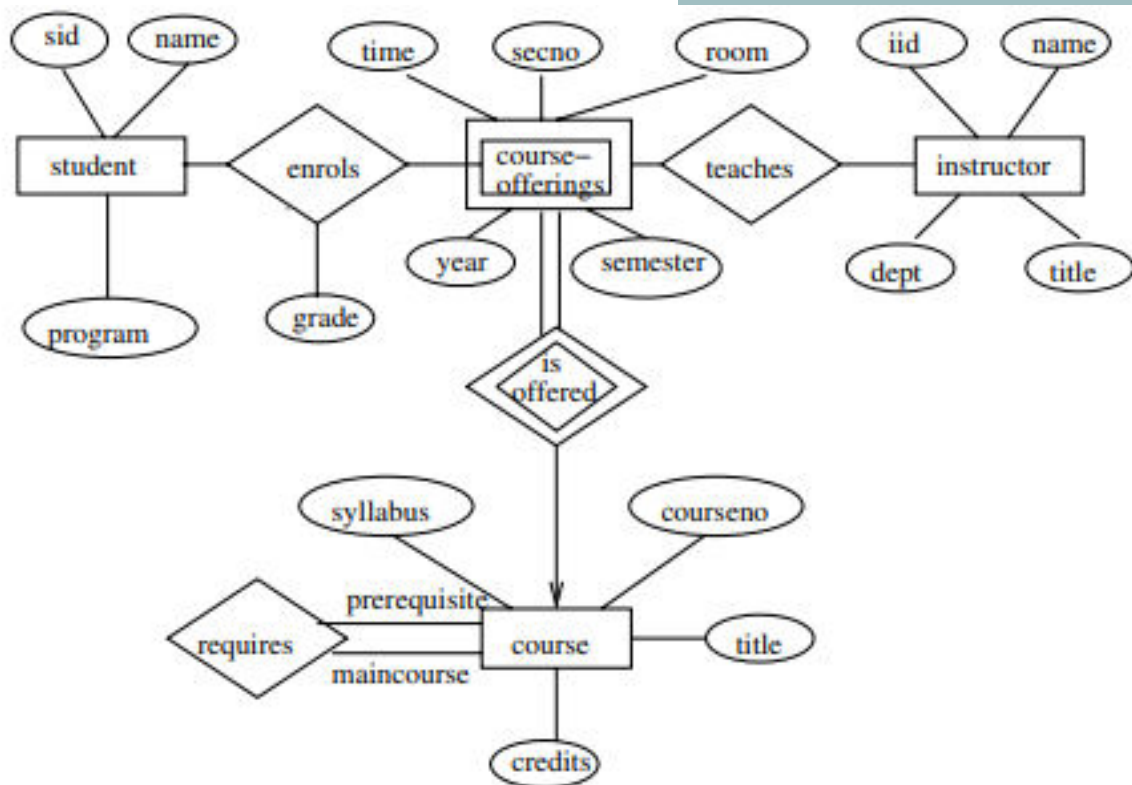 sid
name
time
secno
room
iid
name
student
enrols
course–
offerings
teaches
instructor
year
semester
dept
title
program
grade
is
offered
syllabus
courseno
prerequisite
requires
course
title
maincourse
credits